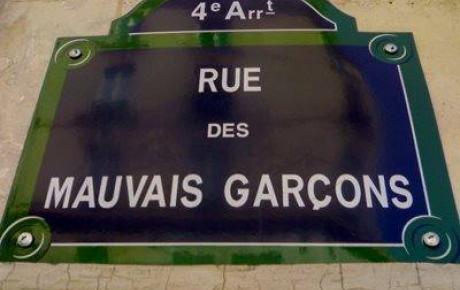 4e Arrt
RUE
DES
MAUVAIS GARÇONS